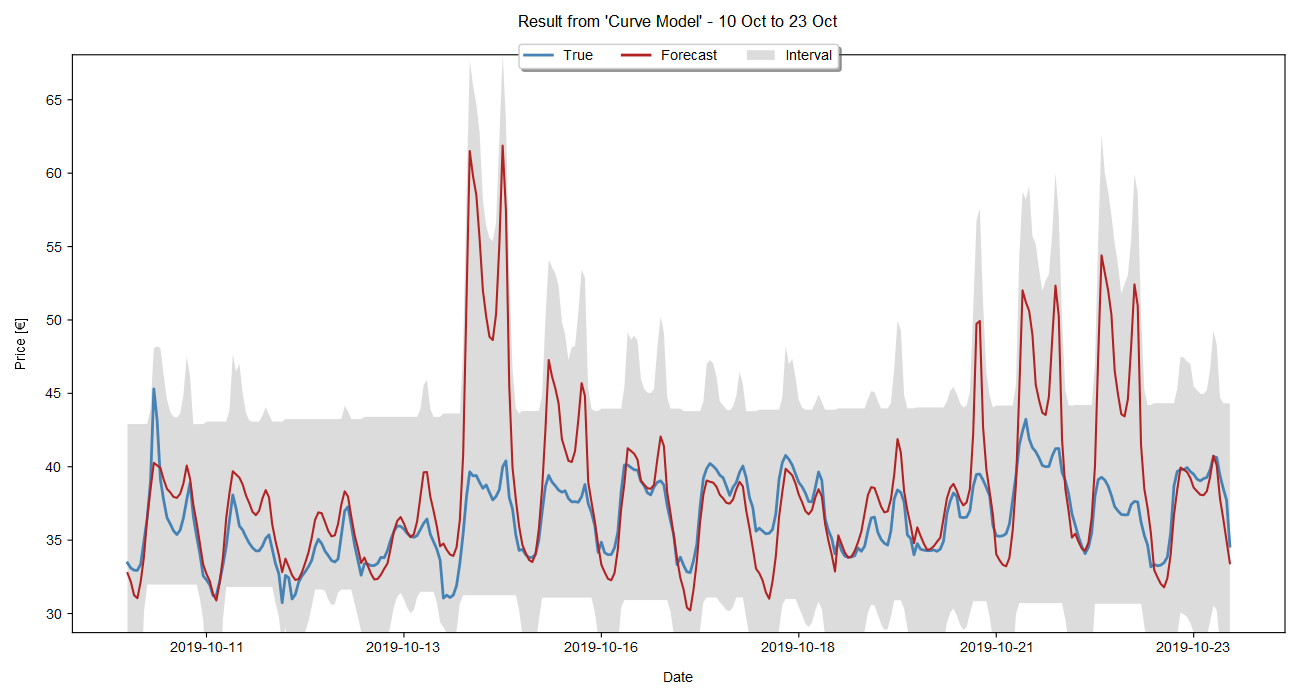 Result from 'Curve Model' - 10 Oct to 23 Oct
True Forecast Interval
65
60
55
50
45
40
35
30
Price [€]
2019-10-11 2019-10-13 2019-10-16 2019-10-18 2019-10-21 2019-10-23
Date